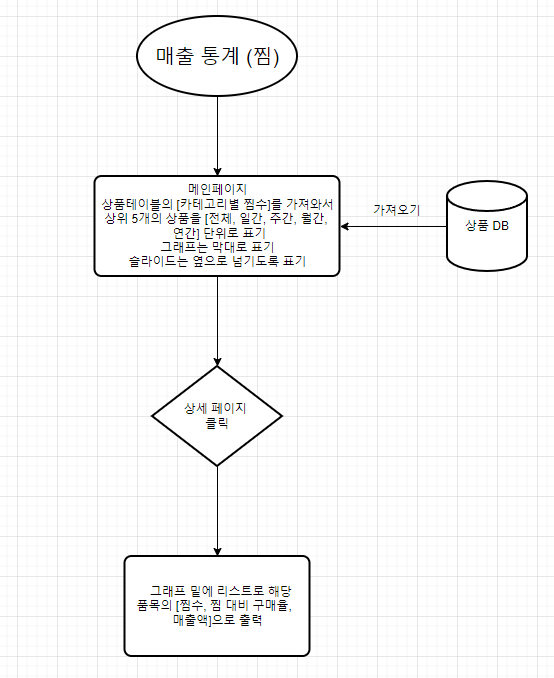 매출 통계 (찜)
메인페이지
상품테이블의 [카테고리별 찜수]를 가져와서
상위 5개의 상품을 [전체, 일간, 주간, 월간,
연간] 단위로 표기
그래프는 막대로 표기
슬라이드는 옆으로 넘기도록 표기
가져오기
상품 DB
상세 페이지
클릭
그래프 밑에 리스트로 해당
품목의 [찜수, 찜 대비 구매율,
매출액]으로 출력